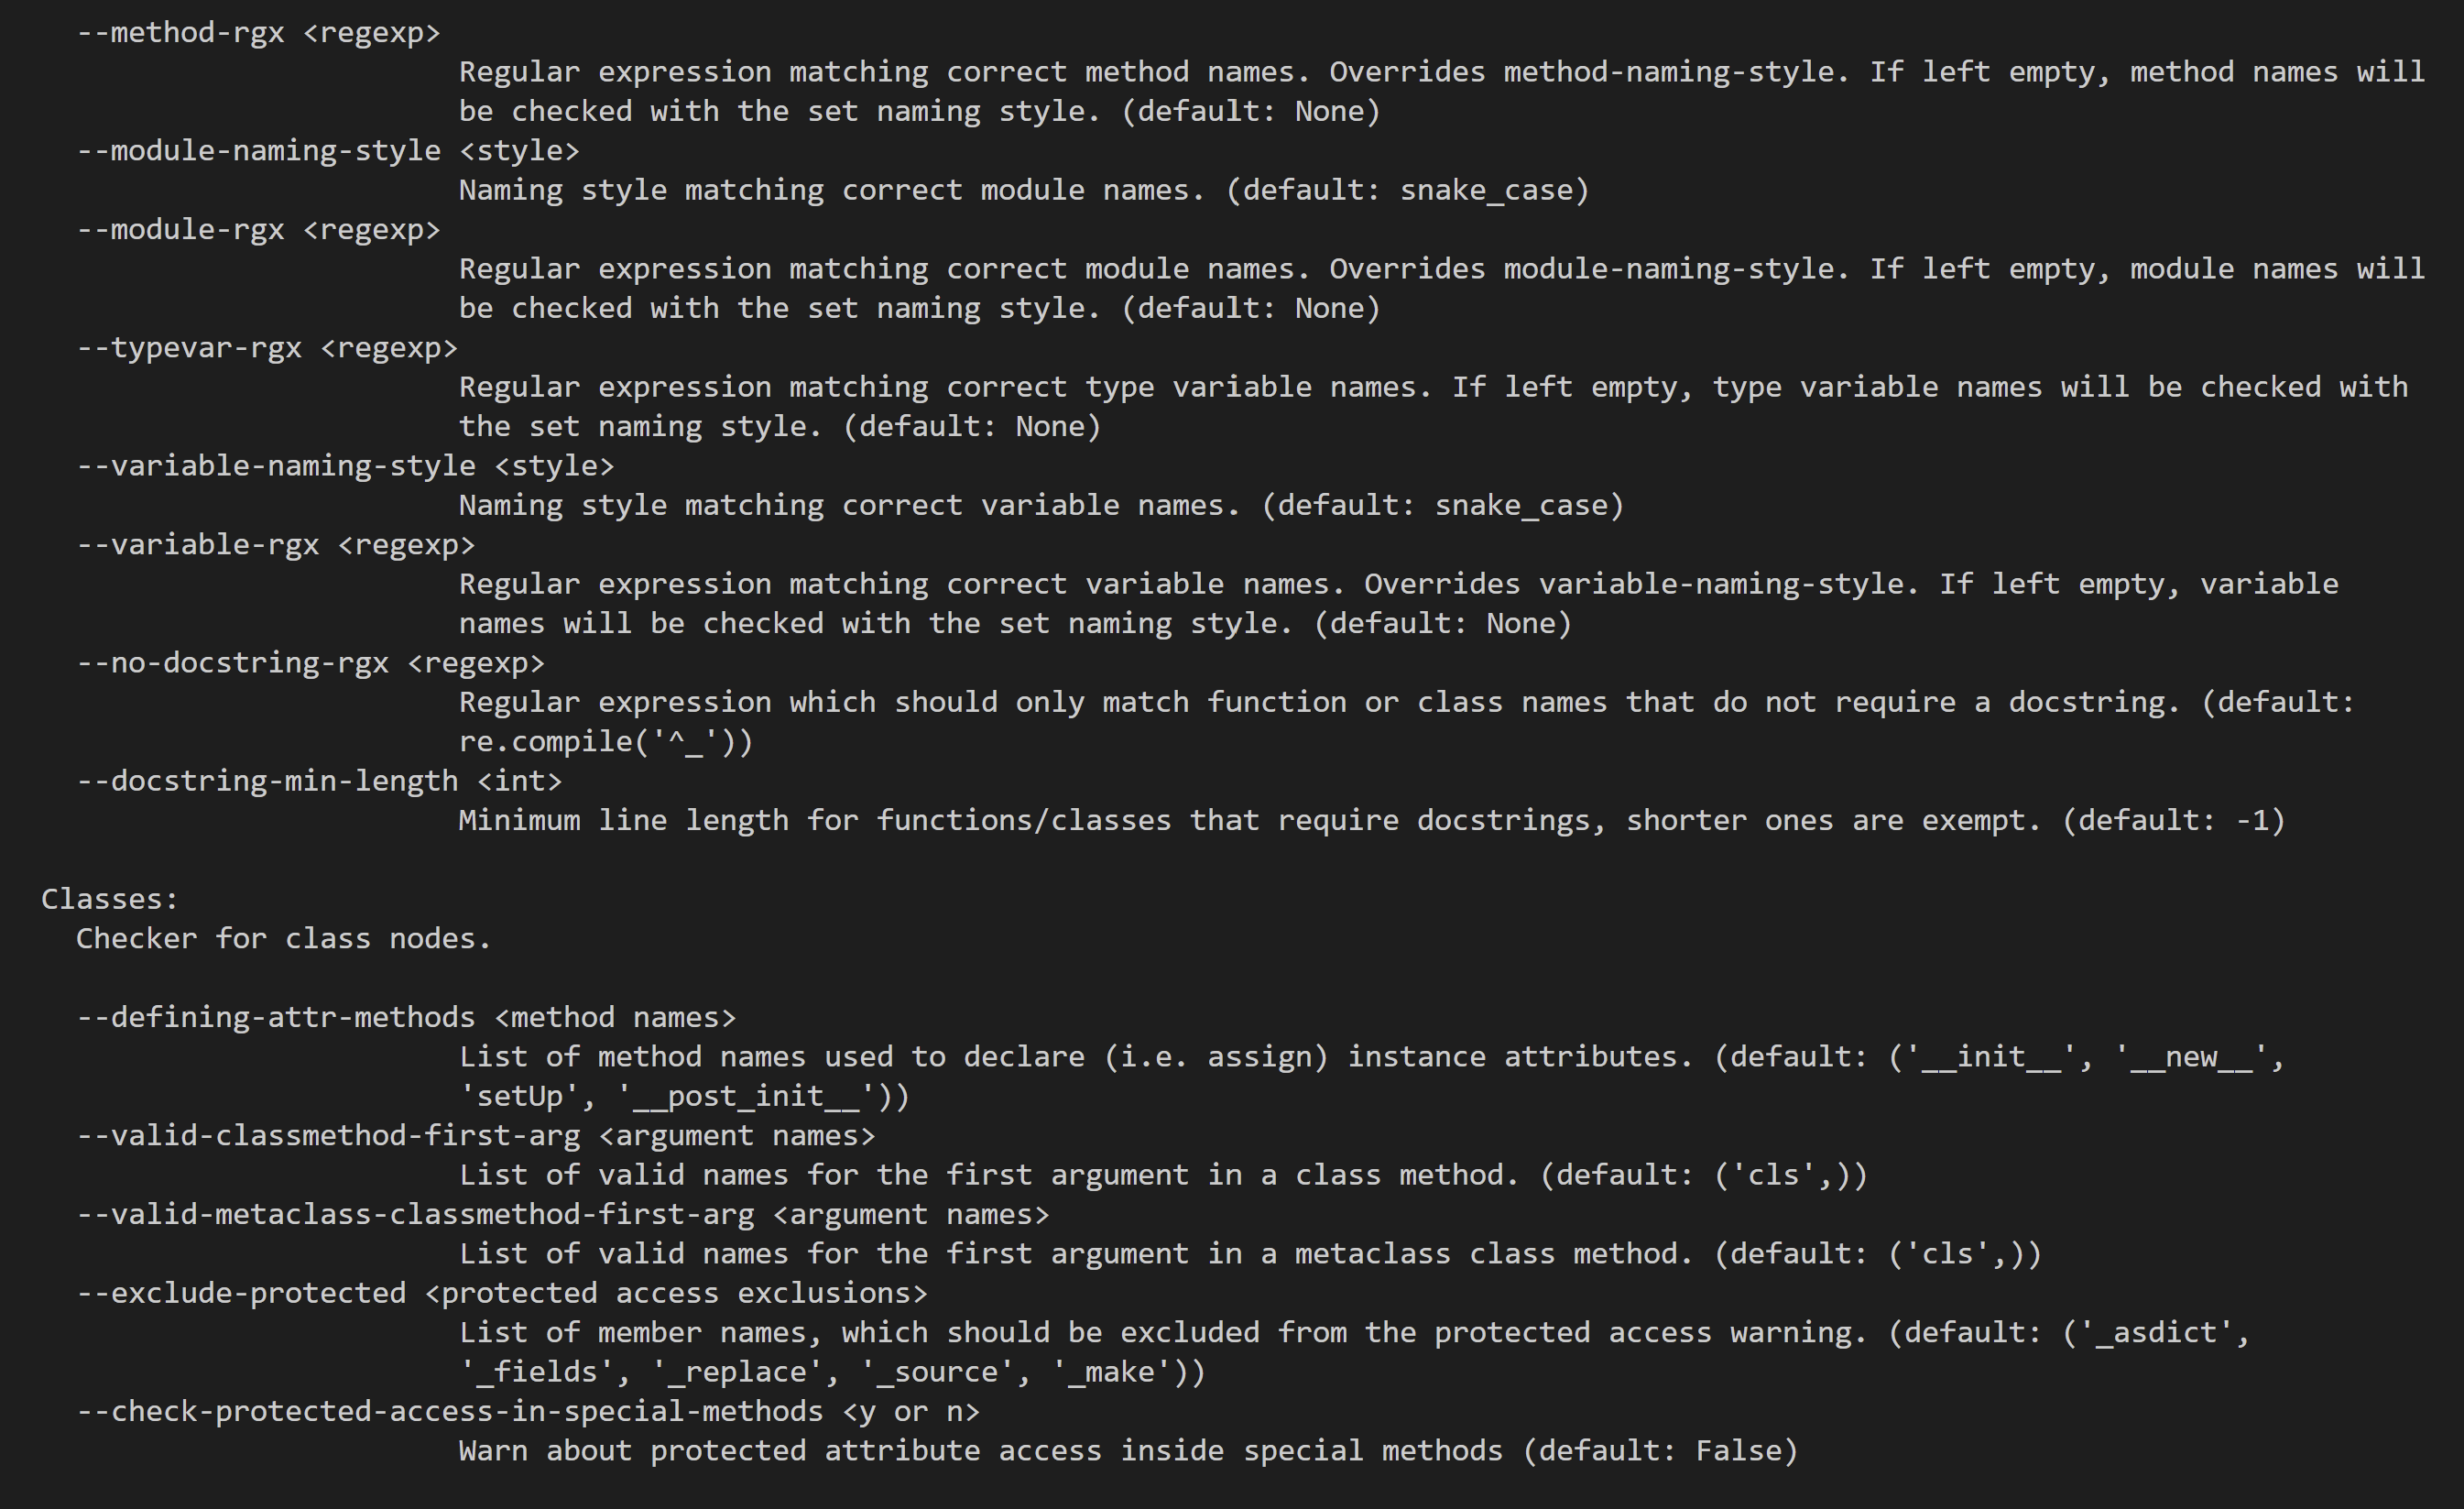 --method-rgx <regexp>
Regular expression matching correct method names. Overrides method-naming-style. If left empty, method names will
be checked with the set naming style. (default: None)
--module-naming-style <style>
Naming style matching correct module names. (default: snake_case)
--module-rgx <regexp>
Regular expression matching correct module names. Overrides module-naming-style. If left empty, module names will
be checked with the set naming style. (default: None)
--typevar-rgx <regexp>
Regular expression matching correct type variable names. If left empty, type variable names will be checked with
the set naming style. (default: None)
--variable-naming-style <style>
Naming style matching correct variable names. (default: snake_case)
--variable-rgx <regexp>
Regular expression matching correct variable names. Overrides variable-naming-style. If left empty, variable
names will be checked with the set naming style. (default: None)
--no-docstring-rgx <regexp>
Regular expression which should only match function or class names that do not require a docstring. (default:
re.compile('^_'))
--docstring-min-length <int>
Minimum line length for functions/classes that require docstrings, shorter ones are exempt. (default: -1)
Classes:
Checker for class nodes.
--defining-attr-methods <method names>
List of method names used to declare (i.e. assign) instance attributes. (default: ('__init__', '__new__',
'setUp', '__post_init__'))
--valid-classmethod-first-arg <argument names>
List of valid names for the first argument in a class method. (default: ('cls',))
--valid-metaclass-classmethod-first-arg <argument names>
List of valid names for the first argument in a metaclass class method. (default: ('cls',))
--exclude-protected <protected access exclusions>
List of member names, which should be excluded from the protected access warning. (default: ('_asdict',
'_fields', '_replace', '_source', '_make'))
--check-protected-access-in-special-methods <y or n>
Warn about protected attribute access inside special methods (default: False)